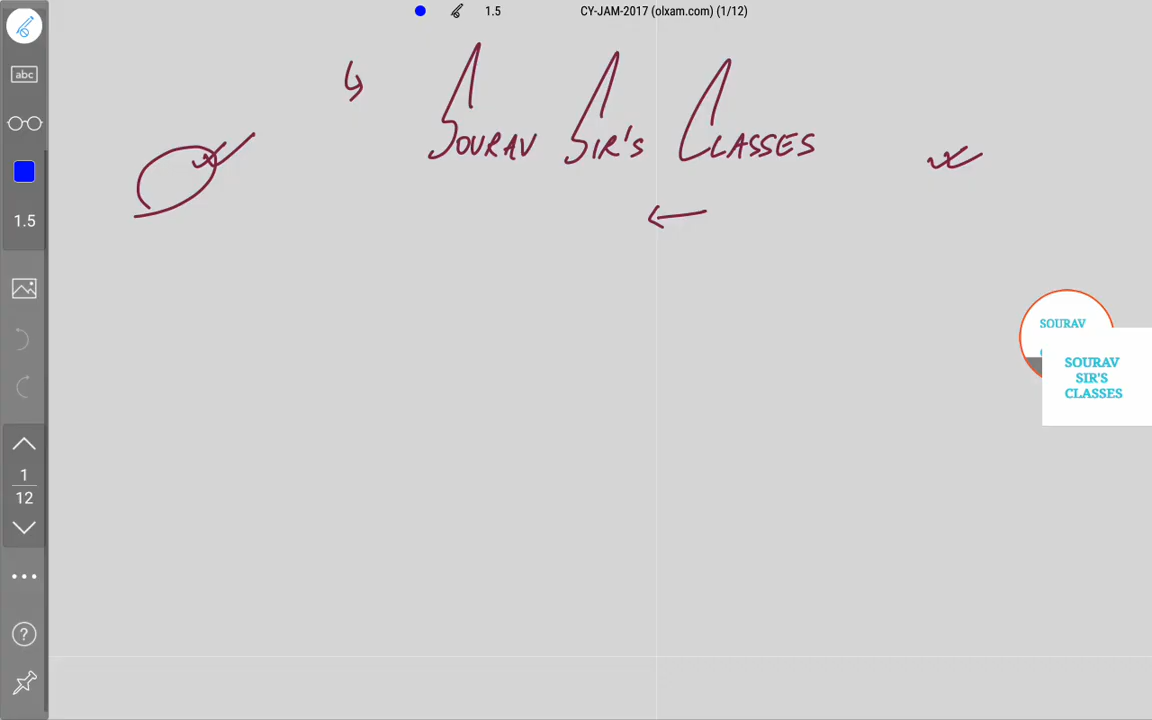 1.5 CY-JAM-2017 (olxam.com) (1/12)
abc
SOURAV SIR'S CLASSES
1.5
SOURAV
SOURAV
SIR'S
CLASSES
1
12
?